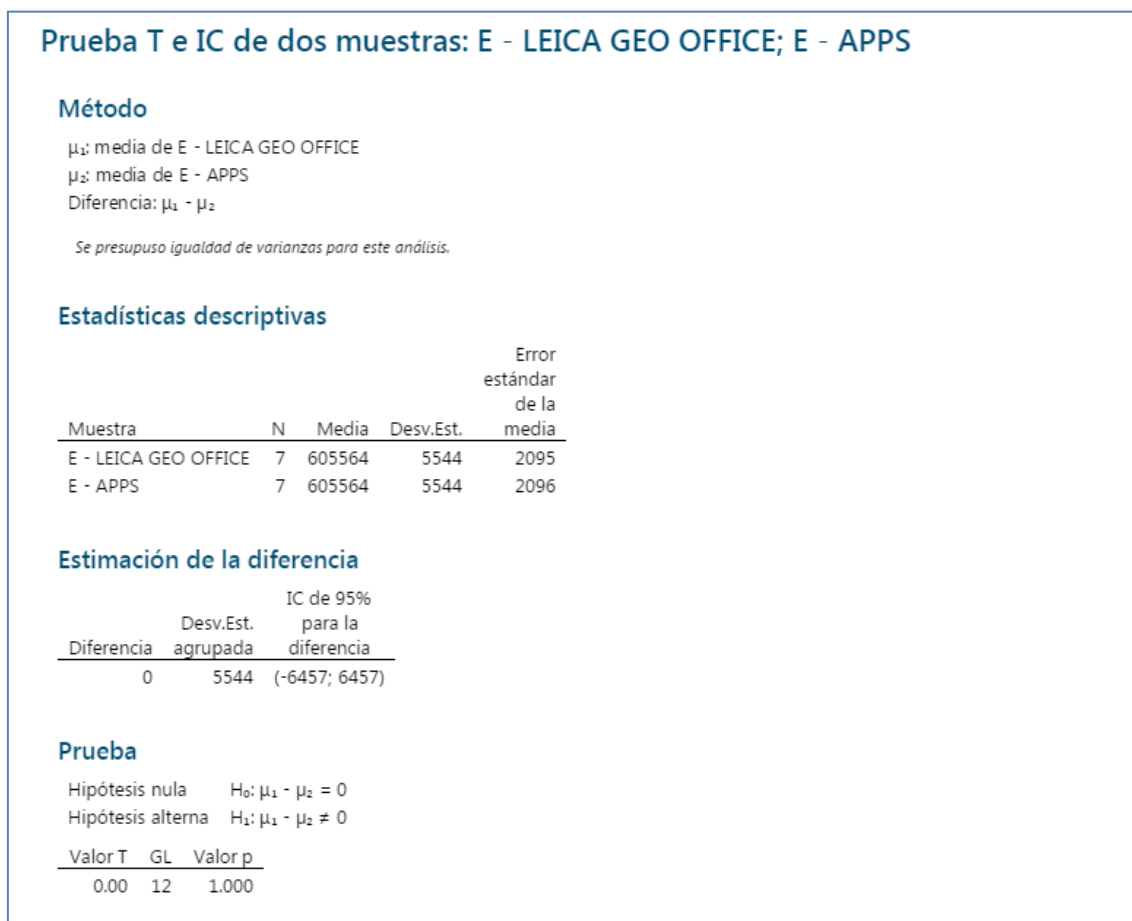 Prueba T e IC de dos muestras: E - LEICA GEO OFFICE; E - APPS
Método
μ₁: media de E - LEICA GEO OFFICE
μ₂: media de E - APPS
Diferencia: μ₁ - μ₂
Se presupuso igualdad de varianzas para este análisis.
Estadísticas descriptivas
Error
estándar
de la
Muestra N Media Desv.Est. media
E - LEICA GEO OFFICE 7 605564 5544 2095
E - APPS 7 605564 5544 2096
Estimación de la diferencia
IC de 95%
Desv.Est. para la
Diferencia agrupada diferencia
0 5544 (-6457; 6457)
Prueba
Hipótesis nula H₀: μ₁ - μ₂ = 0
Hipótesis alterna H₁: μ₁ - μ₂ ≠ 0
Valor T GL Valor p
0.00 12 1.000